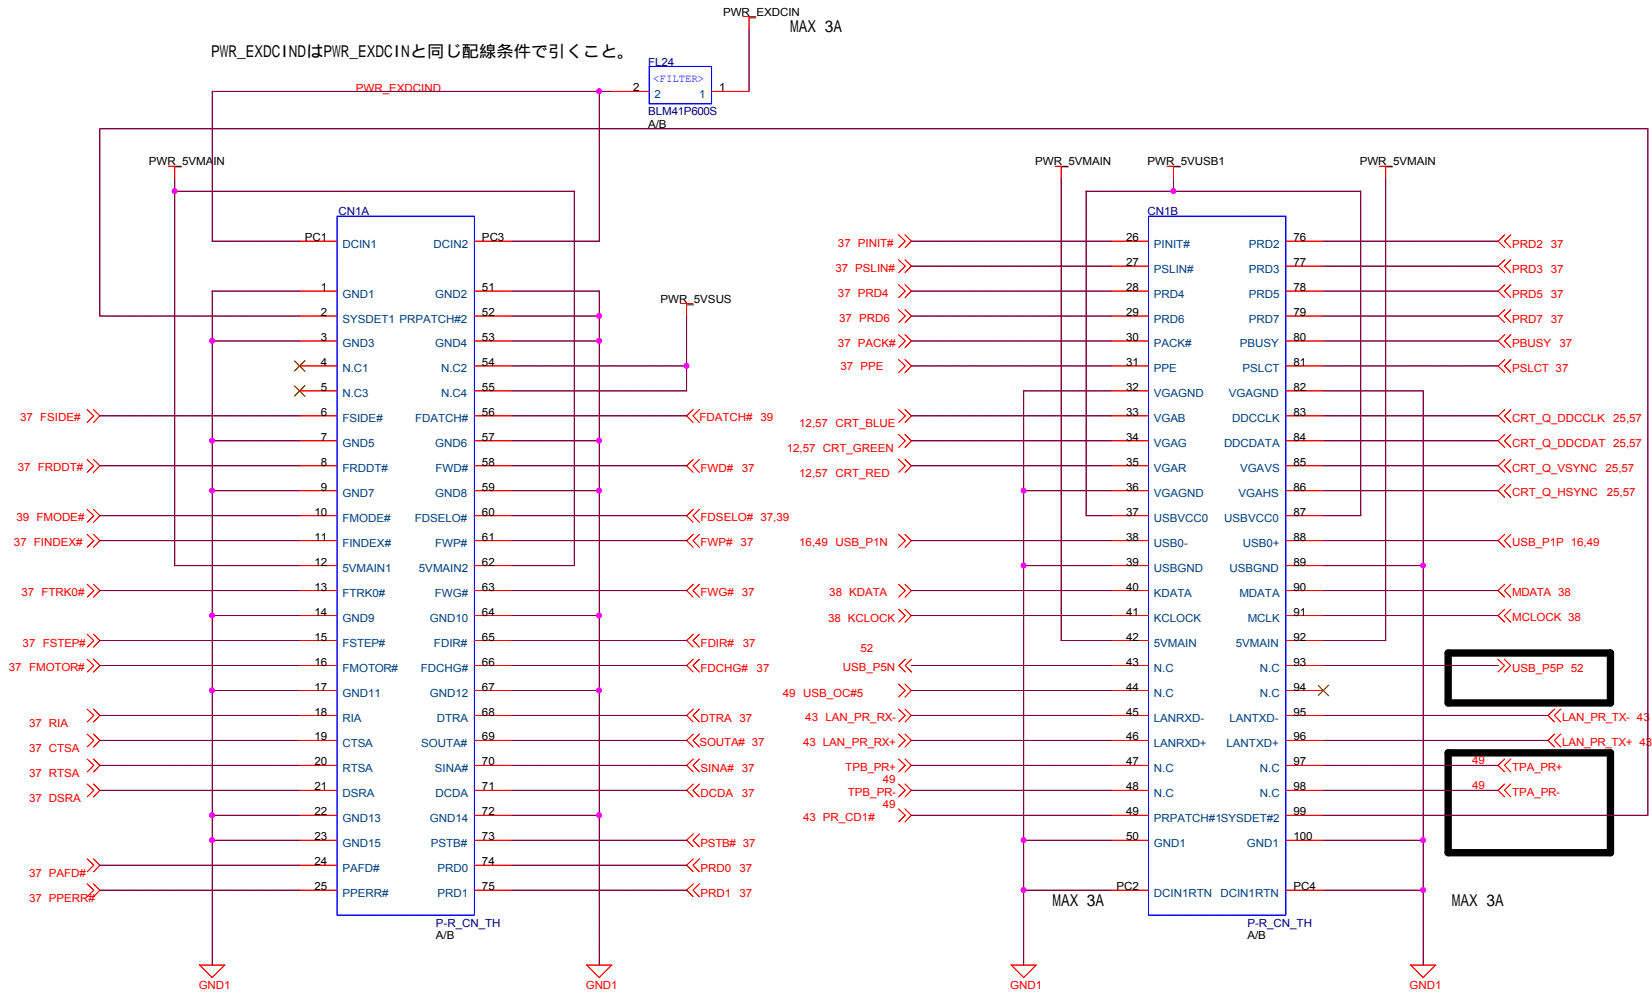 PWR_EXDCIN
MAX 3A
PWR_EXDCINDはPWR_EXDCINと同じ配線条件で引くこと。
FL24
<FILTER>
PWR_EXDCIND
2 2 1 1
BLM41P600S
A/B
PWR_5VMAIN
PWR_5VMAIN PWR_5VUSB1 PWR_5VMAIN
CN1A
PC1 DCIN1 DCIN2 PC3
1 GND1 GND2 51
PWR_5VSUS
2 SYSDET1 PRPATCH#2 52
3 GND3 GND4 53
4 N.C1 N.C2 54
5 N.C3 N.C4 55
37 FSIDE# 6 FSIDE# FDATCH# 56 FDATCH# 39
7 GND5 GND6 57
37 FRDDT# 8 FRDDT# FWD# 58 FWD# 37
9 GND7 GND8 59
39 FMODE# 10 FMODE# FDSELO# 60 FDSELO# 37,39
37 FINDEX# 11 FINDEX# FWP# 61 FWP# 37
12 5VMAIN1 5VMAIN2 62
37 FTRK0# 13 FTRK0# FWG# 63 FWG# 37
14 GND9 GND10 64
37 FSTEP# 15 FSTEP# FDIR# 65 FDIR# 37
37 FMOTOR# 16 FMOTOR# FDCHG# 66 FDCHG# 37
17 GND11 GND12 67
37 RIA 18 RIA DTRA 68 DTRA 37
37 CTSA 19 CTSA SOUTA# 69 SOUTA# 37
37 RTSA 20 RTSA SINA# 70 SINA# 37
37 DSRA 21 DSRA DCDA 71 DCDA 37
22 GND13 GND14 72
23 GND15 PSTB# 73 PSTB# 37
37 PAFD# 24 PAFD# PRD0 74 PRD0 37
37 PPERR# 25 PPERR# PRD1 75 PRD1 37
P-R_CN_TH
A/B
GND1 GND1
CN1B
37 PINIT# 26 PINIT# PRD2 76 PRD2 37
37 PSLIN# 27 PSLIN# PRD3 77 PRD3 37
37 PRD4 28 PRD4 PRD5 78 PRD5 37
37 PRD6 29 PRD6 PRD7 79 PRD7 37
37 PACK# 30 PACK# PBUSY 80 PBUSY 37
37 PPE 31 PPE PSLCT 81 PSLCT 37
32 VGAGND VGAGND 82
12,57 CRT_BLUE 33 VGAB DDCCLK 83 CRT_Q_DDCCLK 25,57
12,57 CRT_GREEN 34 VGAG DDCDATA 84 CRT_Q_DDCDAT 25,57
12,57 CRT_RED 35 VGAR VGAVS 85 CRT_Q_VSYNC 25,57
36 VGAGND VGAHS 86 CRT_Q_HSYNC 25,57
37 USBVCC0 USBVCC0 87
16,49 USB_P1N 38 USB0- USB0+ 88 USB_P1P 16,49
39 USBGND USBGND 89
38 KDATA 40 KDATA MDATA 90 MDATA 38
38 KCLOCK 41 KCLOCK MCLK 91 MCLOCK 38
42 5VMAIN 5VMAIN 92
52
USB_P5N 43 N.C N.C 93 USB_P5P 52
49 USB_OC#5 44 N.C N.C 94
43 LAN_PR_RX- 45 LANRXD- LANTXD- 95 LAN_PR_TX- 43
43 LAN_PR_RX+ 46 LANRXD+ LANTXD+ 96 LAN_PR_TX+ 43
TPB_PR+ 49 47 N.C N.C 97 49 TPA_PR+
TPB_PR- 49 48 N.C N.C 98 49 TPA_PR-
43 PR_CD1# 49 PRPATCH#1 SYSDET#2 99
50 GND1 GND1 100
PC2 DCIN1RTN DCIN1RTN PC4
MAX 3A MAX 3A
P-R_CN_TH
A/B
GND1 GND1